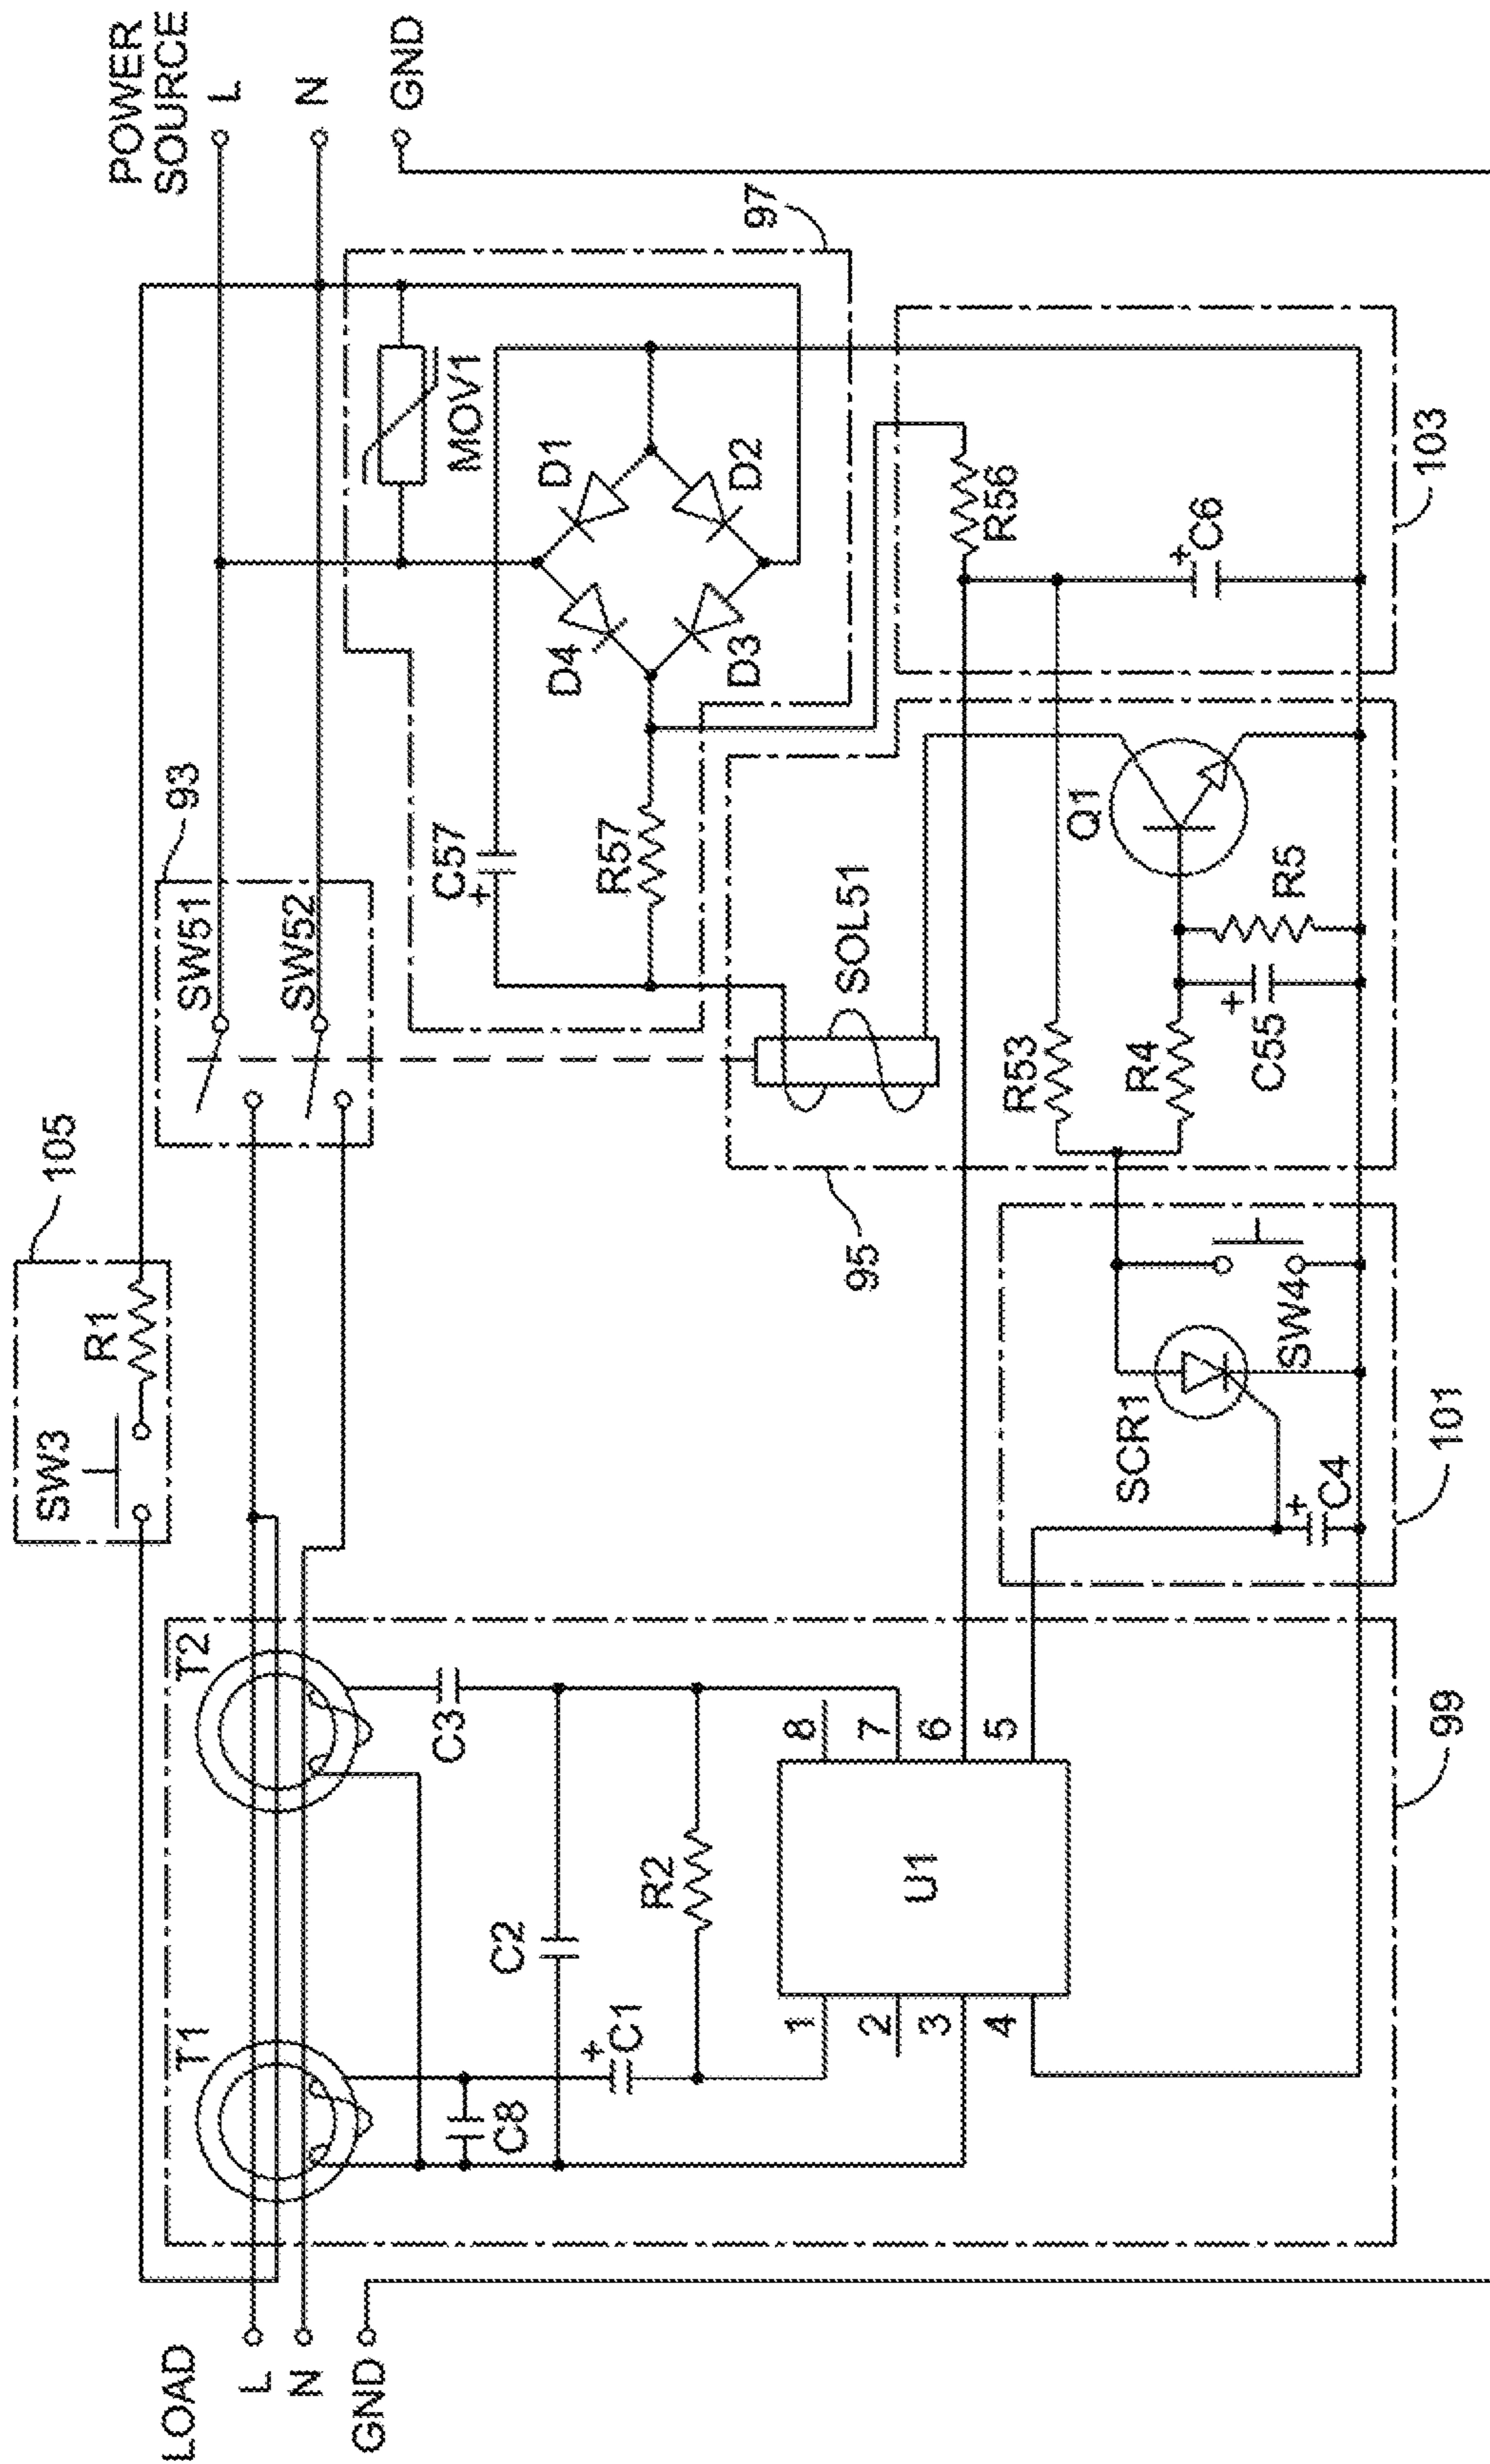 POWER
SOURCE
L
N
GND
97
MOV1
D1
D2
D4
D3
C57
+
R57
93
SW51
SW52
105
R1
SW3
R56
C6
+
103
Q1
R5
SOL51
R53
R4
C55
+
95
SW4
SCR1
C4
+
101
T2
C3
C2
R2
T1
C8
C1
+
U1
8
7
6
5
1
2
3
4
99
LOAD
L
N
GND